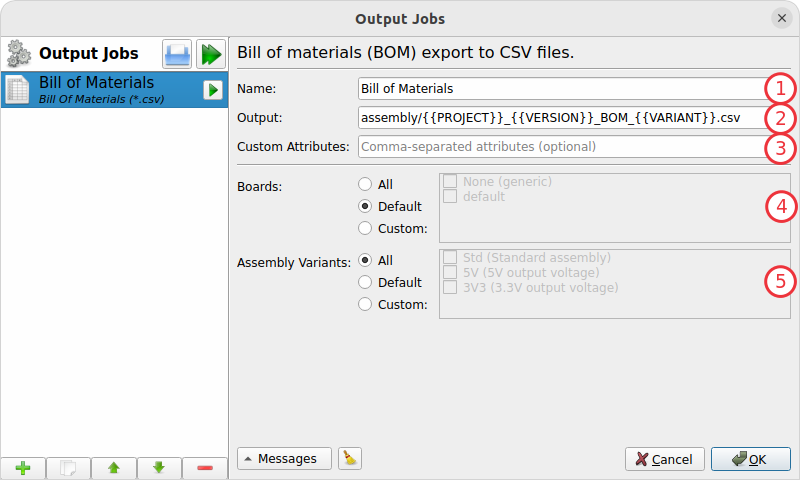 Output Jobs
Output Jobs
Bill of Materials
Bill Of Materials (*.csv)
Bill of materials (BOM) export to CSV files.
Name: Bill of Materials 1
Output: assembly/{{PROJECT}}_{{VERSION}}_BOM_{{VARIANT}}.csv 2
Custom Attributes: Comma-separated attributes (optional) 3
Boards:
All
Default
Custom:
None (generic)
default
4
Assembly Variants:
All
Default
Custom:
Std (Standard assembly)
5V (5V output voltage)
3V3 (3.3V output voltage)
5
Messages
Cancel
OK